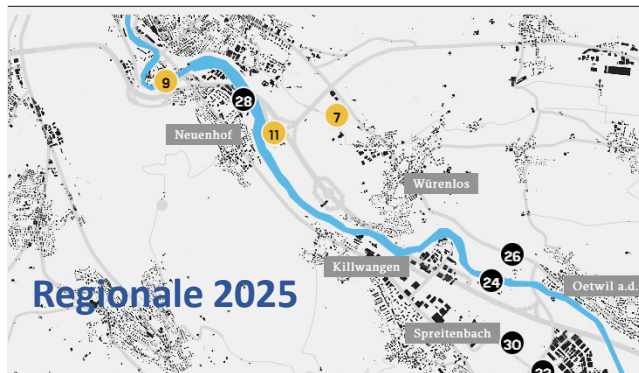 9
28
7
Neuenhof
11
Würenlos
26
Killwangen
24
Oetwil a.d.
Regionale 2025
Spreitenbach
30